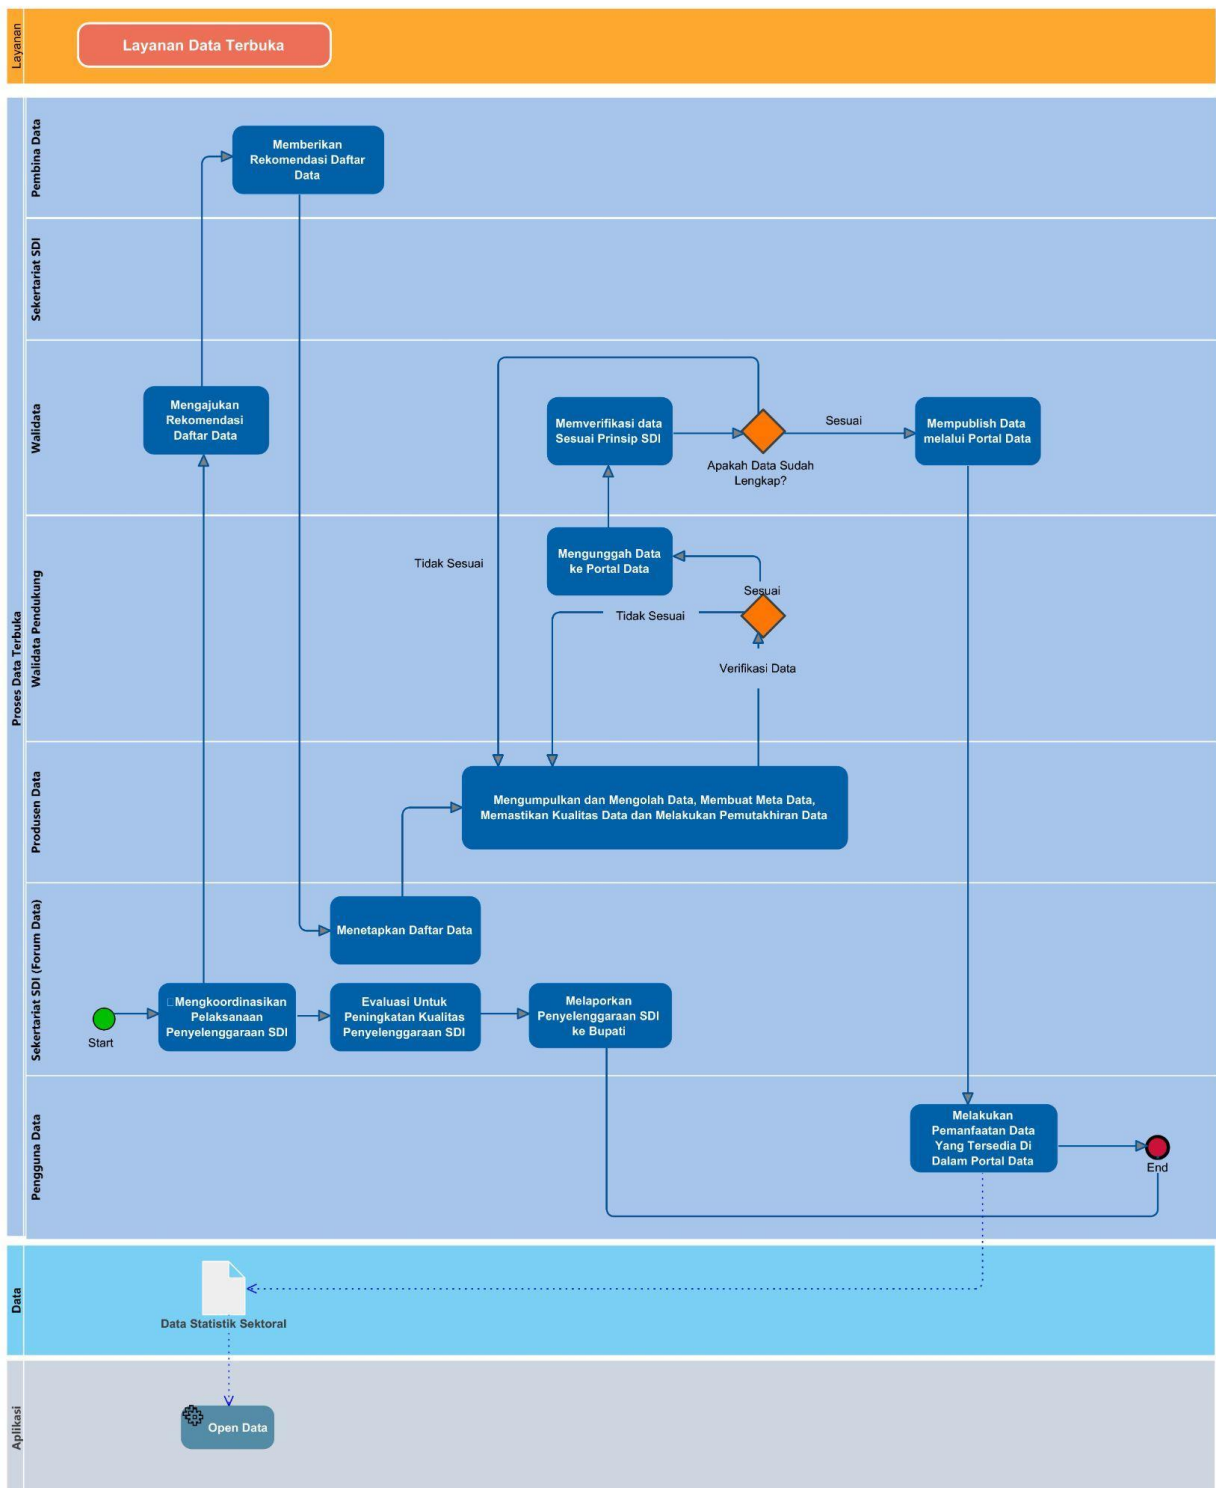 Layanan
Layanan Data Terbuka
Proses Data Terbuka
Pembina Data
Memberikan
Rekomendasi Daftar
Data
Sekertariat SDI
Walidata
Mengajukan
Rekomendasi
Daftar Data
Memverifikasi data
Sesuai Prinsip SDI
Apakah Data Sudah
Lengkap?
Sesuai
Mempublish Data
melalui Portal Data
Walidata Pendukung
Tidak Sesuai
Mengunggah Data
ke Portal Data
Sesuai
Tidak Sesuai
Verifikasi Data
Produsen Data
Mengumpulkan dan Mengolah Data, Membuat Meta Data,
Memastikan Kualitas Data dan Melakukan Pemutakhiran Data
Sekertariat SDI (Forum Data)
Menetapkan Daftar Data
Start
Mengkoordinasikan
Pelaksanaan
Penyelenggaraan SDI
Evaluasi Untuk
Peningkatan Kualitas
Penyelenggaraan SDI
Melaporkan
Penyelenggaraan SDI
ke Bupati
Pengguna Data
Melakukan
Pemanfaatan Data
Yang Tersedia Di
Dalam Portal Data
End
Data
Data Statistik Sektoral
Aplikasi
Open Data